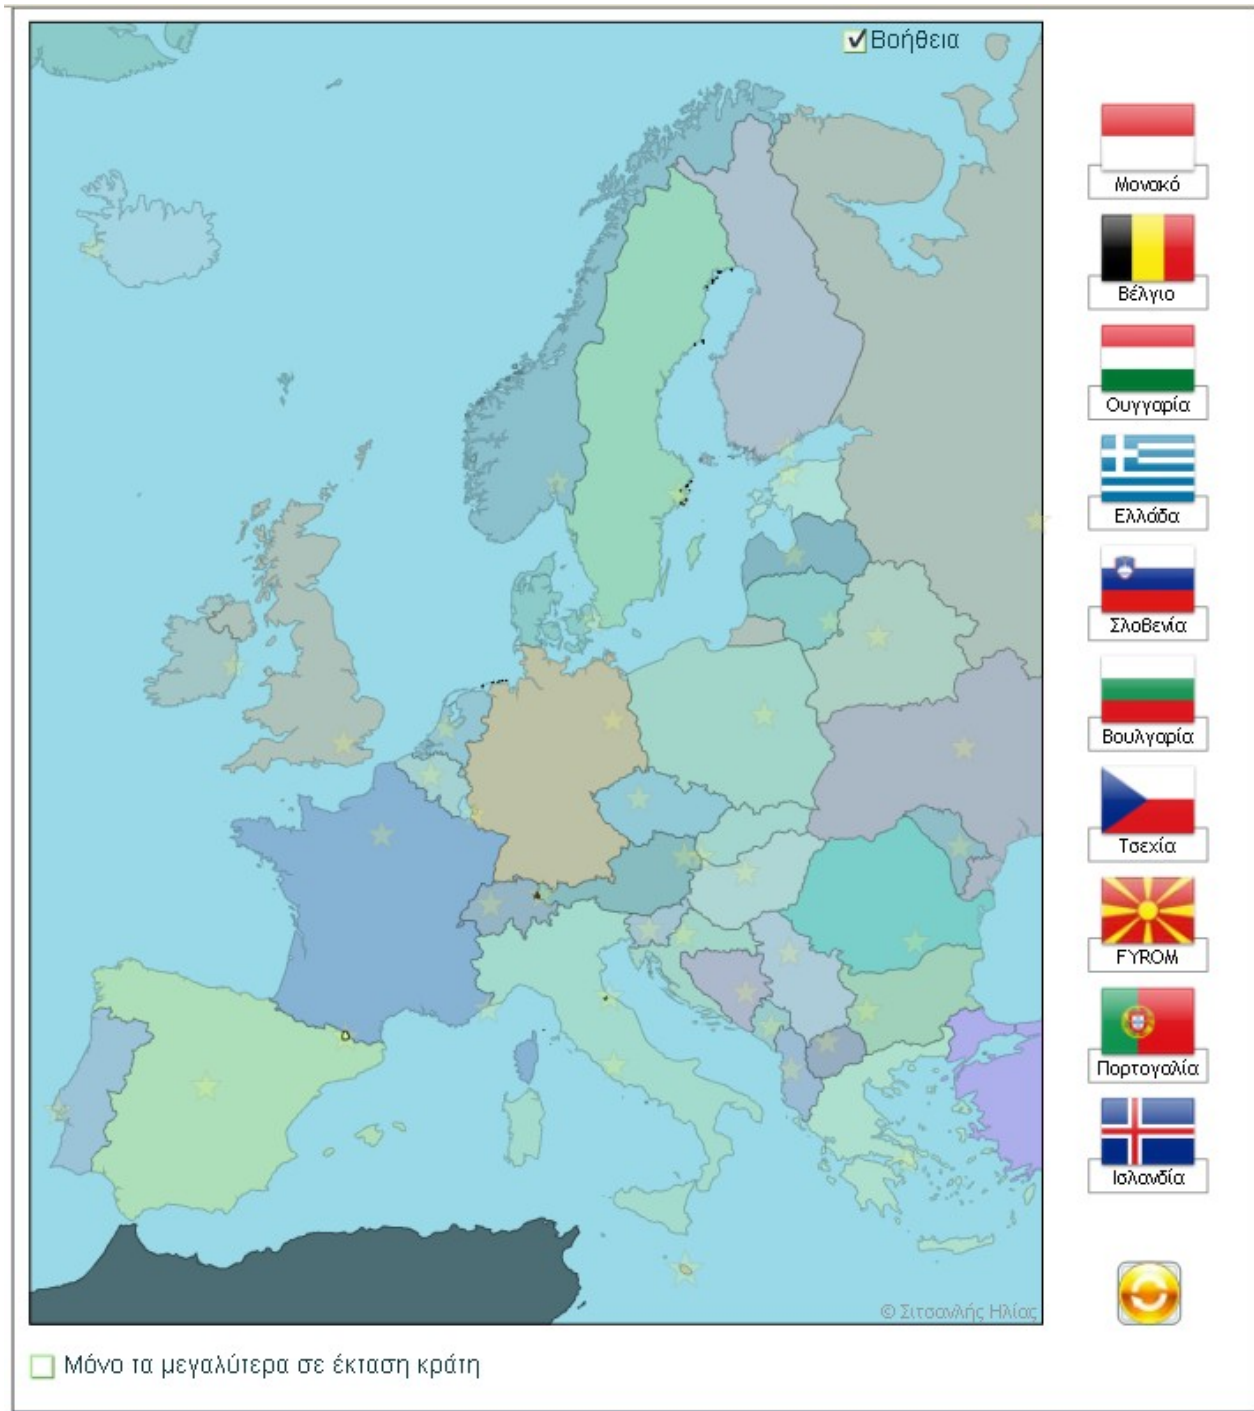 Βοήθεια
Μονακό
Βέλγιο
Ουγγαρία
Ελλάδα
Σλοβενία
Βουλγαρία
Τσεχία
FYROM
Πορτογαλία
Ισλανδία
© Σιτσανλής Ηλίας
Μόνο τα μεγαλύτερα σε έκταση κράτη